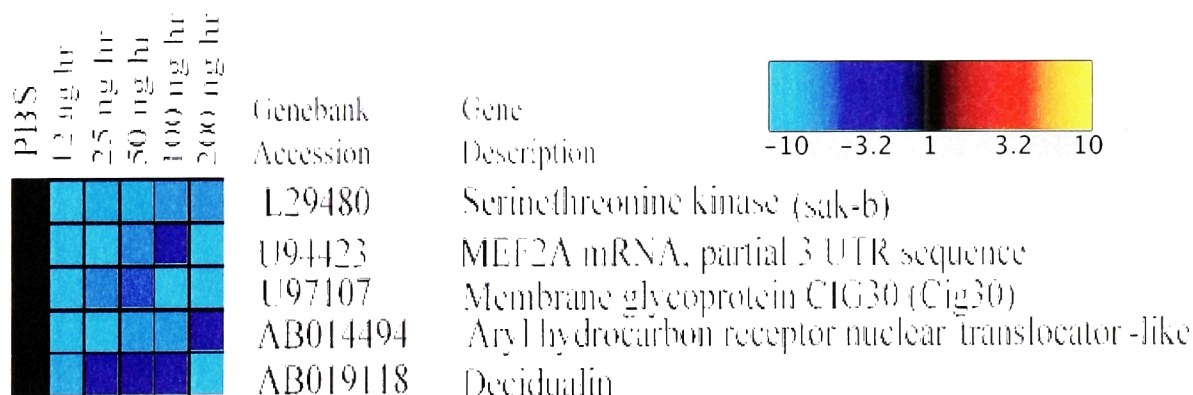 PBS
12 ng hr
25 ng hr
50 ng hr
100 ng hr
200 ng hr
Genebank Gene
Accession Description
-10 -3.2 1 3.2 10
L29480 Serinethreonine kinase (sak-b)
U94423 MEF2A mRNA, partial 3 UTR sequence
U97107 Membrane glycoprotein CIG30 (Cig30)
AB014494 Aryl hydrocarbon receptor nuclear translocator -like
AB019118 Decidualin